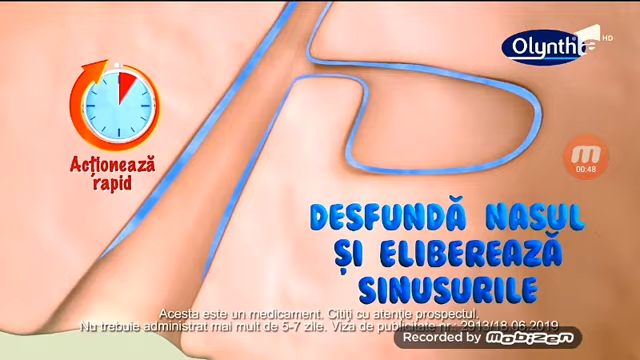 Olynth
HD
Acționează
rapid
00:48
DESFUNDĂ NASUL
ȘI ELIBEREAZĂ
SINUSURILE
Acesta este un medicament. Citiți cu atenție prospectul.
Nu trebuie administrat mai mult de 5-7 zile. Viza de publicitate nr.: 2913/18.06.2019
Recorded by mobizen